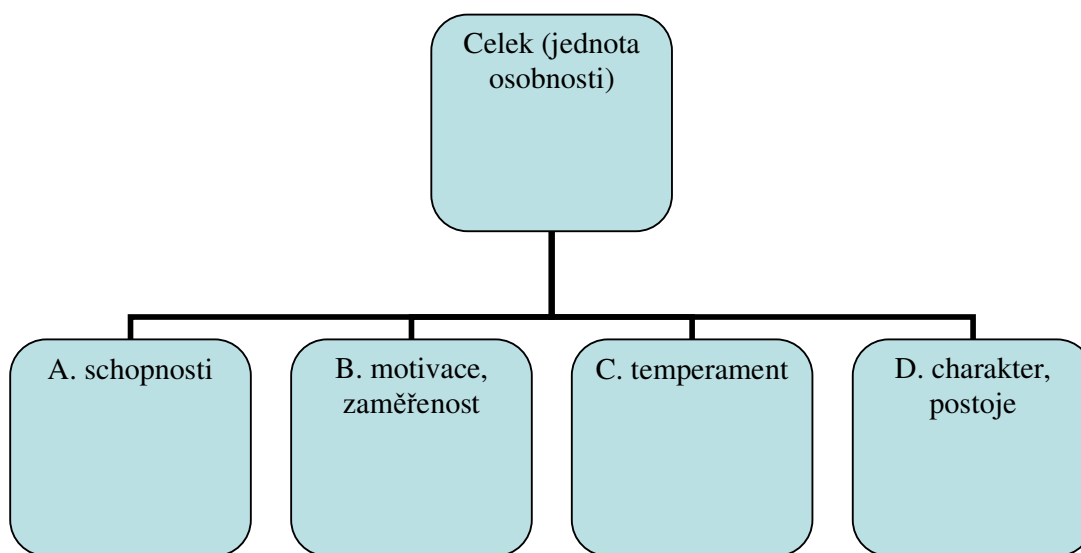 Celek (jednota
osobnosti)
A. schopnosti
B. motivace,
zaměřenost
C. temperament
D. charakter,
postoje